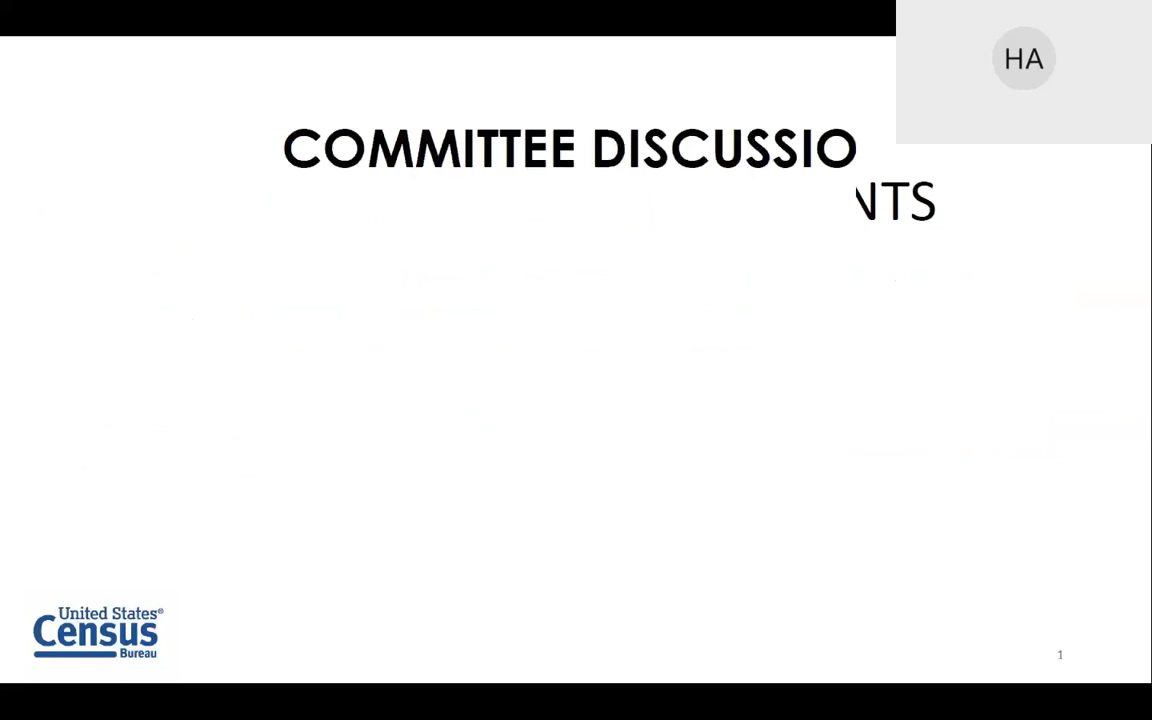 HA
COMMITTEE DISCUSSIO
NTS
United States®
Census
Bureau
1